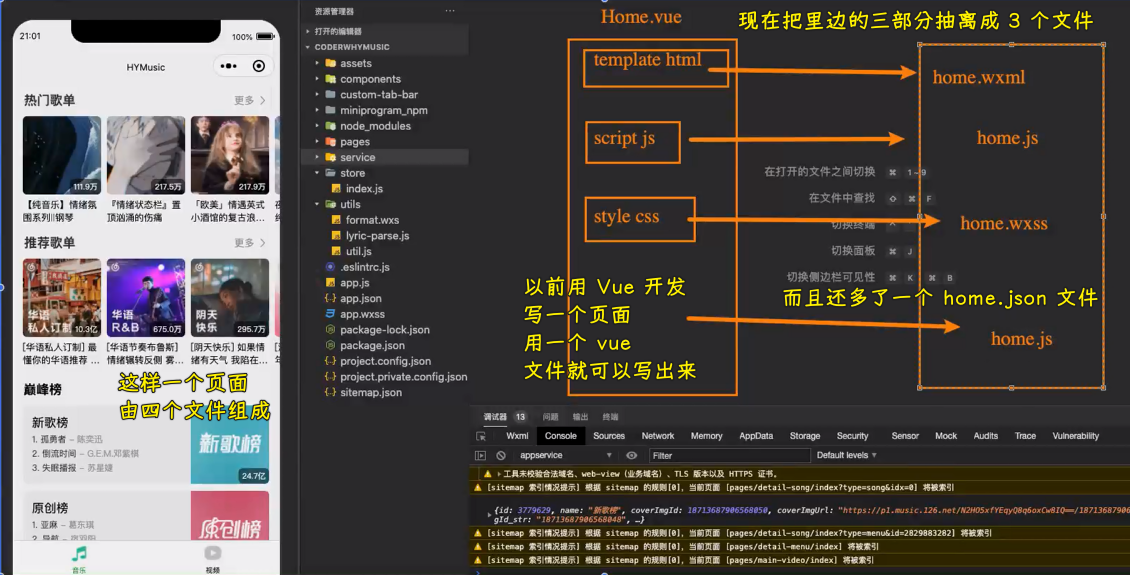 21:01
100%
HYMusic
热门歌单
更多
111.9万
217.5万
217.9万
【纯音乐】情绪氛
围系列||钢琴
『情绪状态栏』置
顶汹涌的伤痛
「欧美」情遇英式
小酒馆的复古浪…
推荐歌单
更多
华语
私人订制
10.3亿
华语
R&B
675.0万
阴天
快乐
295.7万
[华语私人订制] 最
懂你的华语推荐 …
[华语节奏布鲁斯]
情绪辗转反侧 雾…
[阴天快乐] 如果情
绪有天气 我陷在…
这样一个页面
由四个文件组成
巅峰榜
新歌榜
1. 孤勇者 – 陈奕迅
2. 倒流时间 – G.E.M.邓紫棋
3. 失眠播报 – 苏星婕
新歌榜
24.7亿
原创榜
1. 亚麻 – 葛东琪
原创榜
音乐
视频
资源管理器
打开的编辑器
CODERWHYMUSIC
assets
components
custom-tab-bar
miniprogram_npm
node_modules
pages
service
store
index.js
utils
format.wxs
lyric-parse.js
util.js
.eslintrc.js
app.js
app.json
app.wxss
package-lock.json
package.json
project.config.json
project.private.config.json
sitemap.json
Home.vue
现在把里边的三部分抽离成 3 个文件
template html
home.wxml
script js
home.js
style css
home.wxss
在打开的文件之间切换 ⌘ 1~9
在文件中查找 ⇧ ⌘ F
切换终端 ^
切换面板 ⌘ J
切换侧边栏可见性 ⌘ K ⌘ B
以前用 Vue 开发
写一个页面
用一个 vue
文件就可以写出来
而且还多了一个 home.json 文件
home.js
调试器 13 问题 输出 终端
Wxml Console Sources Network Memory AppData Storage Security Sensor Mock Audits Trace Vulnerability
appservice Filter Default levels
工具未校验合法域名、web-view（业务域名）、TLS 版本以及 HTTPS 证书。
[sitemap 索引情况提示] 根据 sitemap 的规则[0]，当前页面 [pages/detail-song/index?type=song&idx=0] 将被索引
{id: 3779629, name: "新歌榜", coverImgId: 18713687906568050, coverImgUrl: "https://p1.music.126.net/N2HO5xfYEqyQ8q6oxCw8IQ==/18713687906
gId_str: "18713687906568048", …}
[sitemap 索引情况提示] 根据 sitemap 的规则[0]，当前页面 [pages/detail-song/index?type=menu&id=2829883282] 将被索引
[sitemap 索引情况提示] 根据 sitemap 的规则[0]，当前页面 [pages/detail-menu/index] 将被索引
[sitemap 索引情况提示] 根据 sitemap 的规则[0]，当前页面 [pages/main-video/index] 将被索引